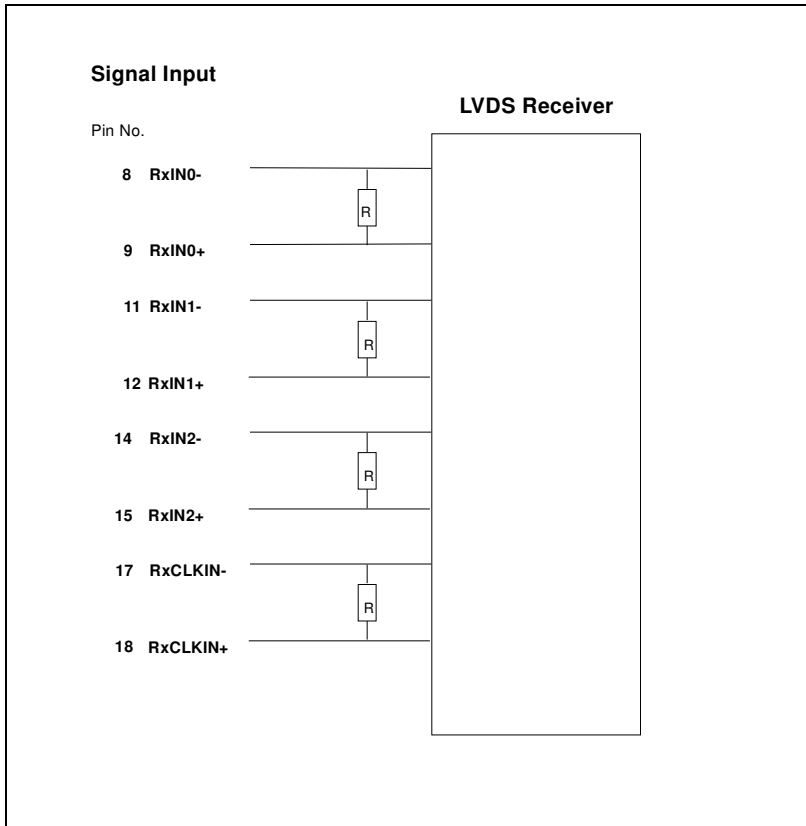 Signal Input
LVDS Receiver
Pin No.
8 RxIN0-
R
9 RxIN0+
11 RxIN1-
R
12 RxIN1+
14 RxIN2-
R
15 RxIN2+
17 RxCLKIN-
R
18 RxCLKIN+